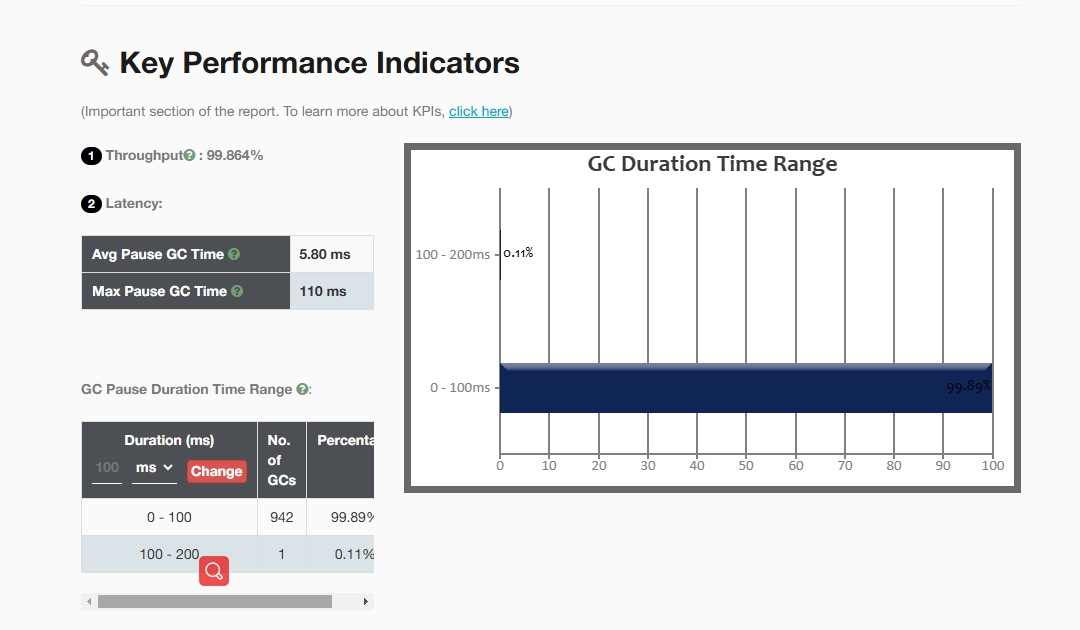 Key Performance Indicators
(Important section of the report. To learn more about KPIs, click here)
1 Throughput? : 99.864%
2 Latency:
Avg Pause GC Time ? 5.80 ms
Max Pause GC Time ? 110 ms
GC Pause Duration Time Range ?:
Duration (ms) No. of GCs Percenta
100 ms Change
0 - 100 942 99.89%
100 - 200 1 0.11%
GC Duration Time Range
100 - 200ms 0.11%
0 - 100ms 99.89%
0 10 20 30 40 50 60 70 80 90 100